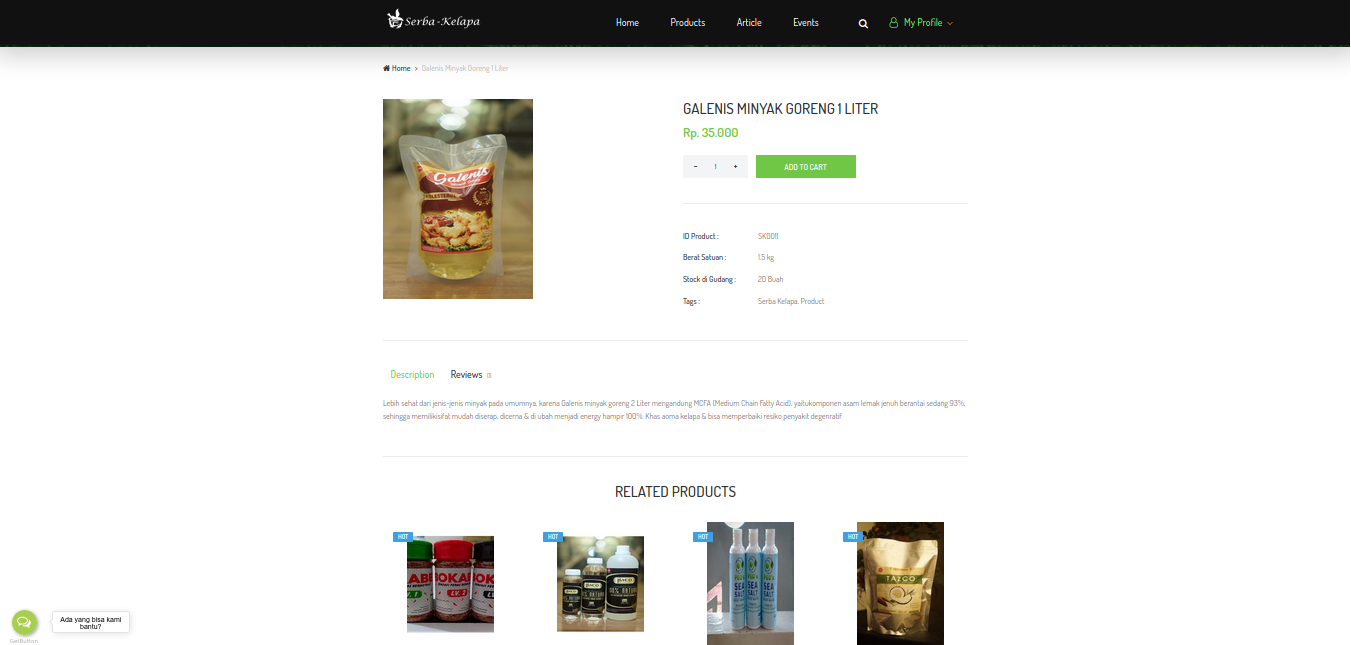 Serba-Kelapa
Home Products Article Events My Profile
Home > Galenis Minyak Goreng 1 Liter
GALENIS MINYAK GORENG 1 LITER
Rp. 35.000
- 1 + ADD TO CART
Galenis
ID Product : SK0011
Berat Satuan : 1.5 kg
Stock di Gudang : 20 Buah
Tags : Serba Kelapa, Product
Description Reviews
Lebih sehat dari jenis-jenis minyak pada umumnya, karena Galenis minyak goreng 2 Liter mengandung MCFA (Medium Chain Fatty Acid), yaitukomponen asam lemak jenuh berantai sedang 93%,
sehingga memilikisifat mudah diserap, dicerna & di ubah menjadi energy hampir 100%. Khas aoma kelapa & bisa memperbaiki resiko penyakit degenratif
RELATED PRODUCTS
HOT HOT HOT HOT
SEA
SALT
TAZCO
Ada yang bisa kami
bantu?
GetButton